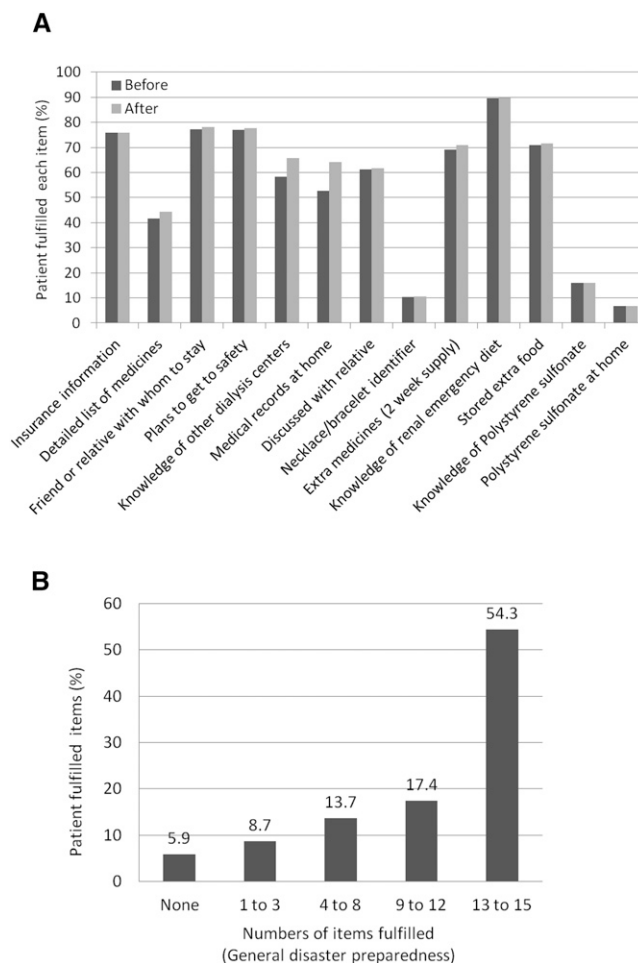 A
100
90
80
70
60
50
40
30
20
10
0
Patient fulfilled each item (%)
Before
After
Insurance information
Detailed list of medicines
Friend or relative with whom to stay
Plans to get to safety
Knowledge of other dialysis centers
Medical records at home
Discussed with relative
Necklace/bracelet identifier
Extra medicines (2 week supply)
Knowledge of renal emergency diet
Stored extra food
Knowledge of Polystyrene sulfonate
Polystyrene sulfonate at home
B
60
50
40
30
20
10
0
Patient fulfilled items (%)
5.9
8.7
13.7
17.4
54.3
None
1 to 3
4 to 8
9 to 12
13 to 15
Numbers of items fulfilled
(General disaster preparedness)